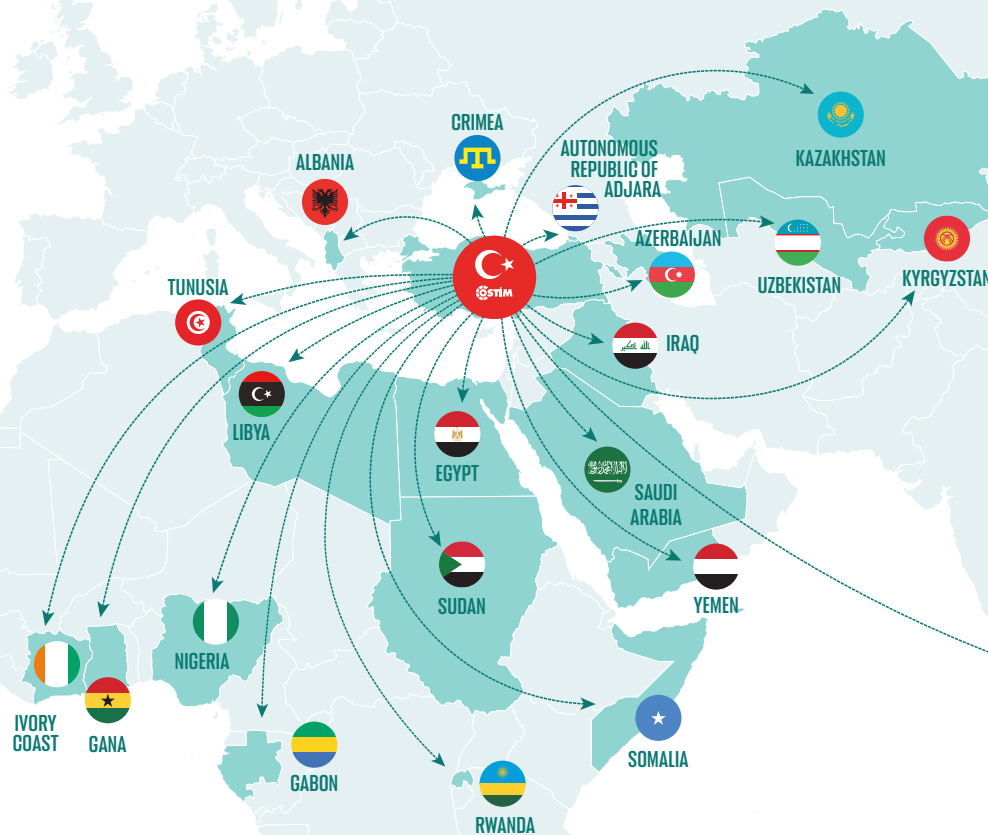 CRIMEA
ALBANIA
AUTONOMOUS
REPUBLIC OF
ADJARA
KAZAKHSTAN
AZERBAIJAN
UZBEKISTAN
KYRGYZSTAN
TUNUSIA
OSTİM
IRAQ
LIBYA
EGYPT
SAUDI
ARABIA
SUDAN
YEMEN
NIGERIA
IVORY
COAST
GANA
GABON
SOMALIA
RWANDA